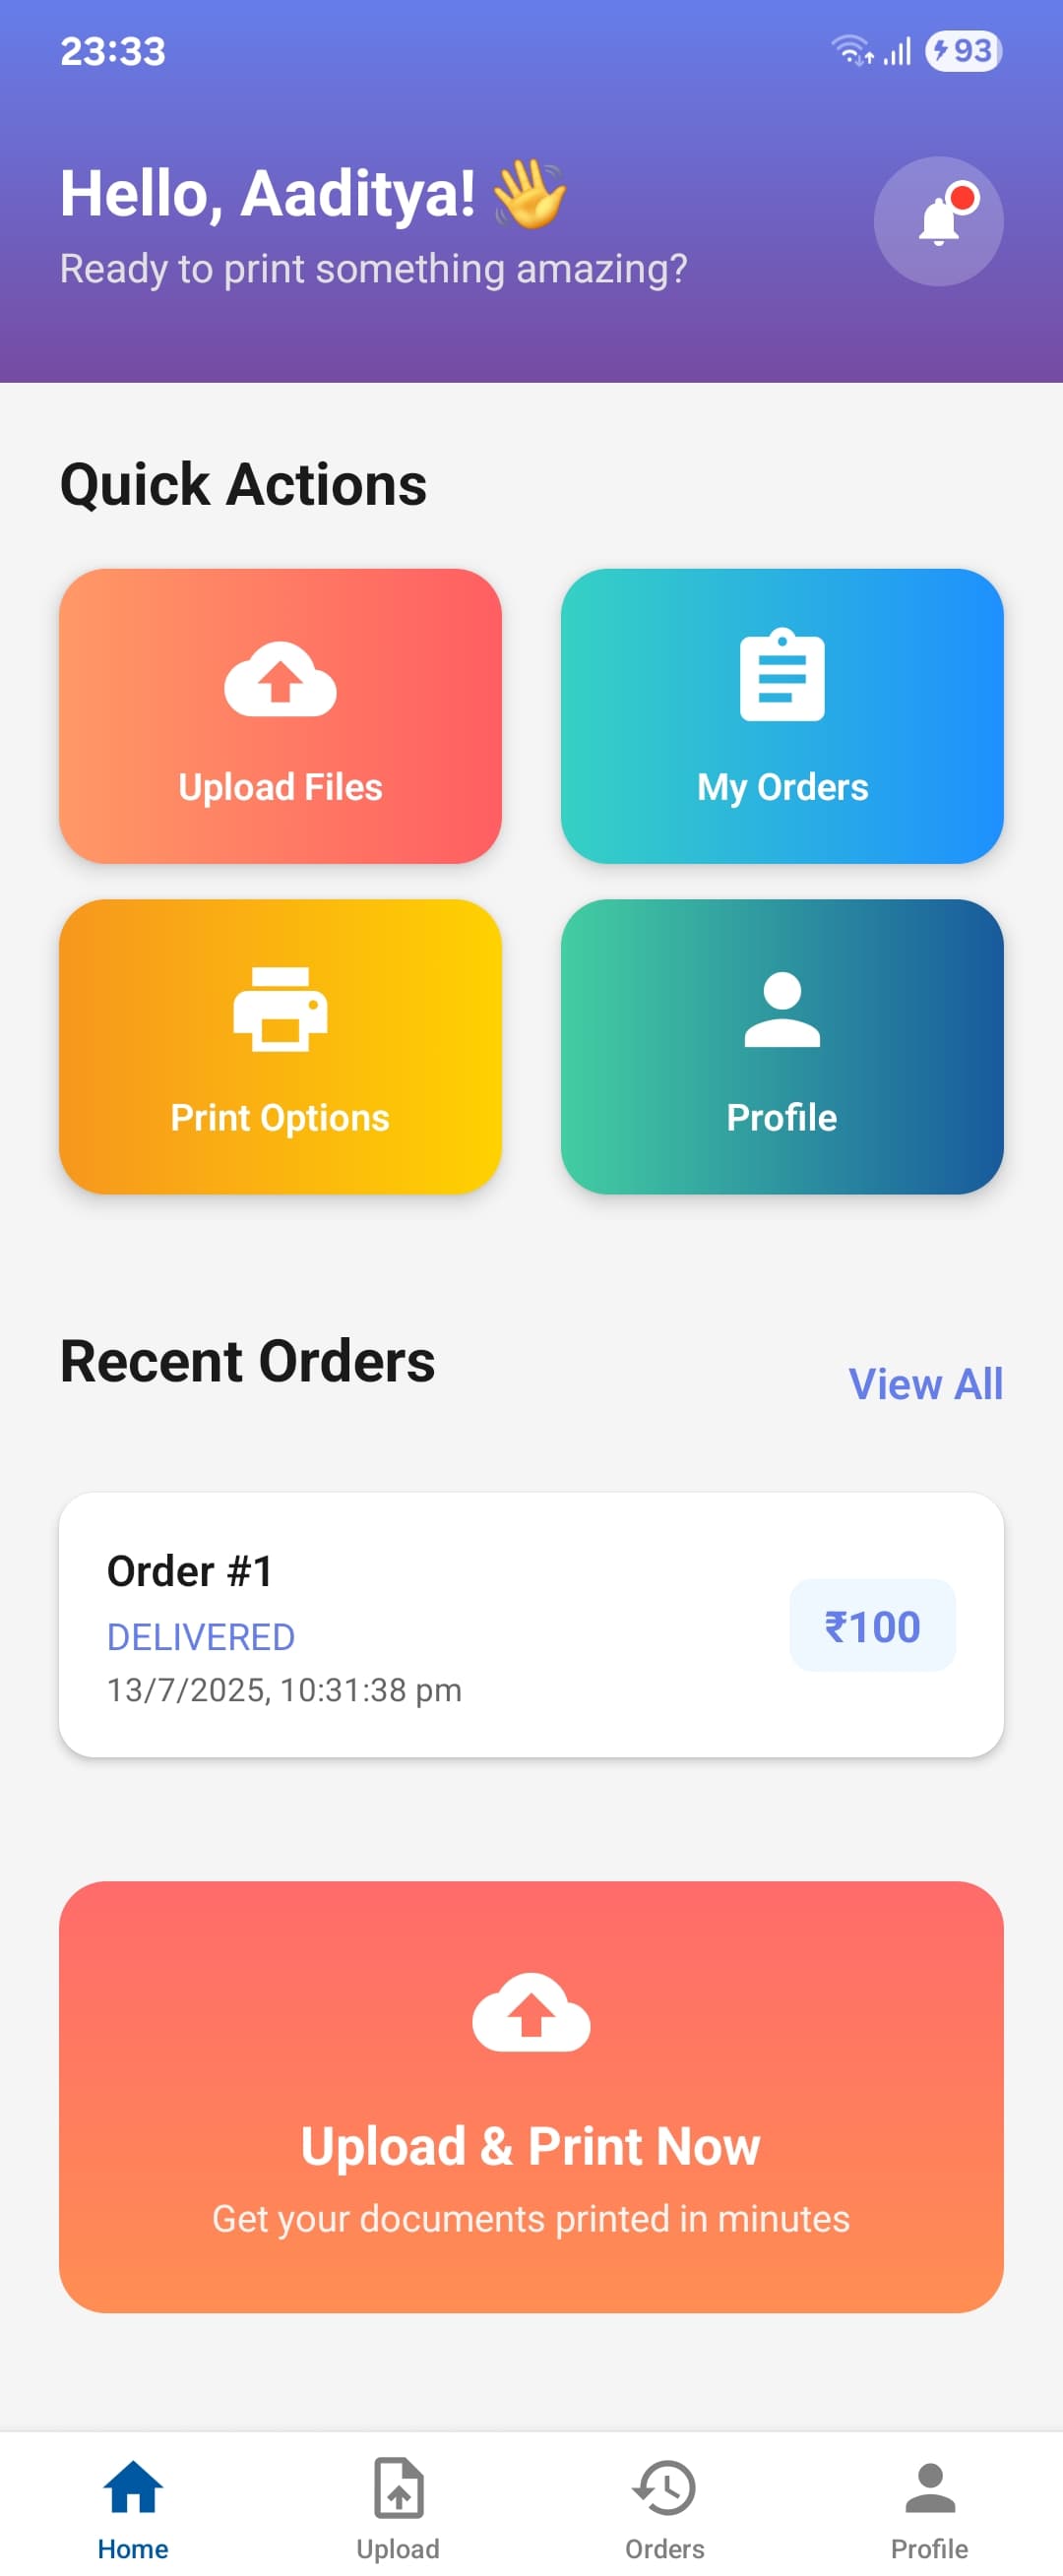 23:33
93
Hello, Aaditya! 👋
Ready to print something amazing?
Quick Actions
Upload Files
My Orders
Print Options
Profile
Recent Orders
View All
Order #1
DELIVERED
13/7/2025, 10:31:38 pm
₹100
Upload & Print Now
Get your documents printed in minutes
Home
Upload
Orders
Profile